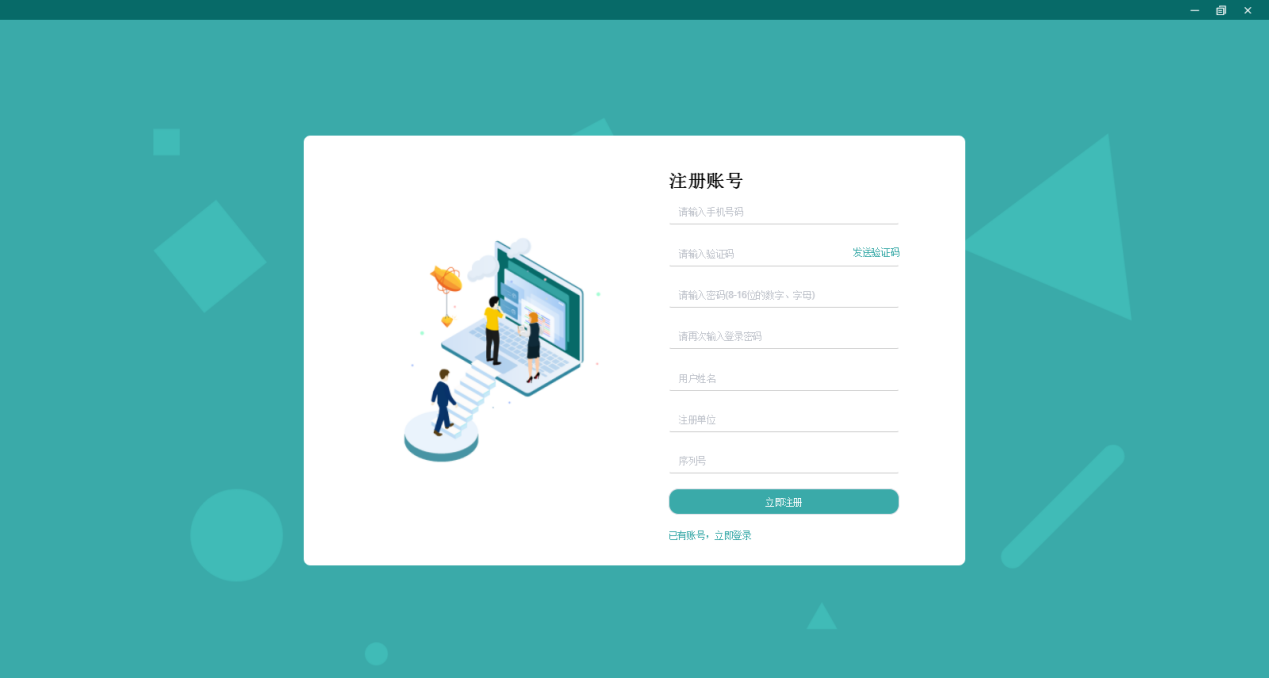 注册账号
请输入手机号码
请输入验证码
发送验证码
请输入密码(8-16位的数字、字母)
请再次输入登录密码
用户姓名
注册单位
序列号
立即注册
已有账号，立即登录